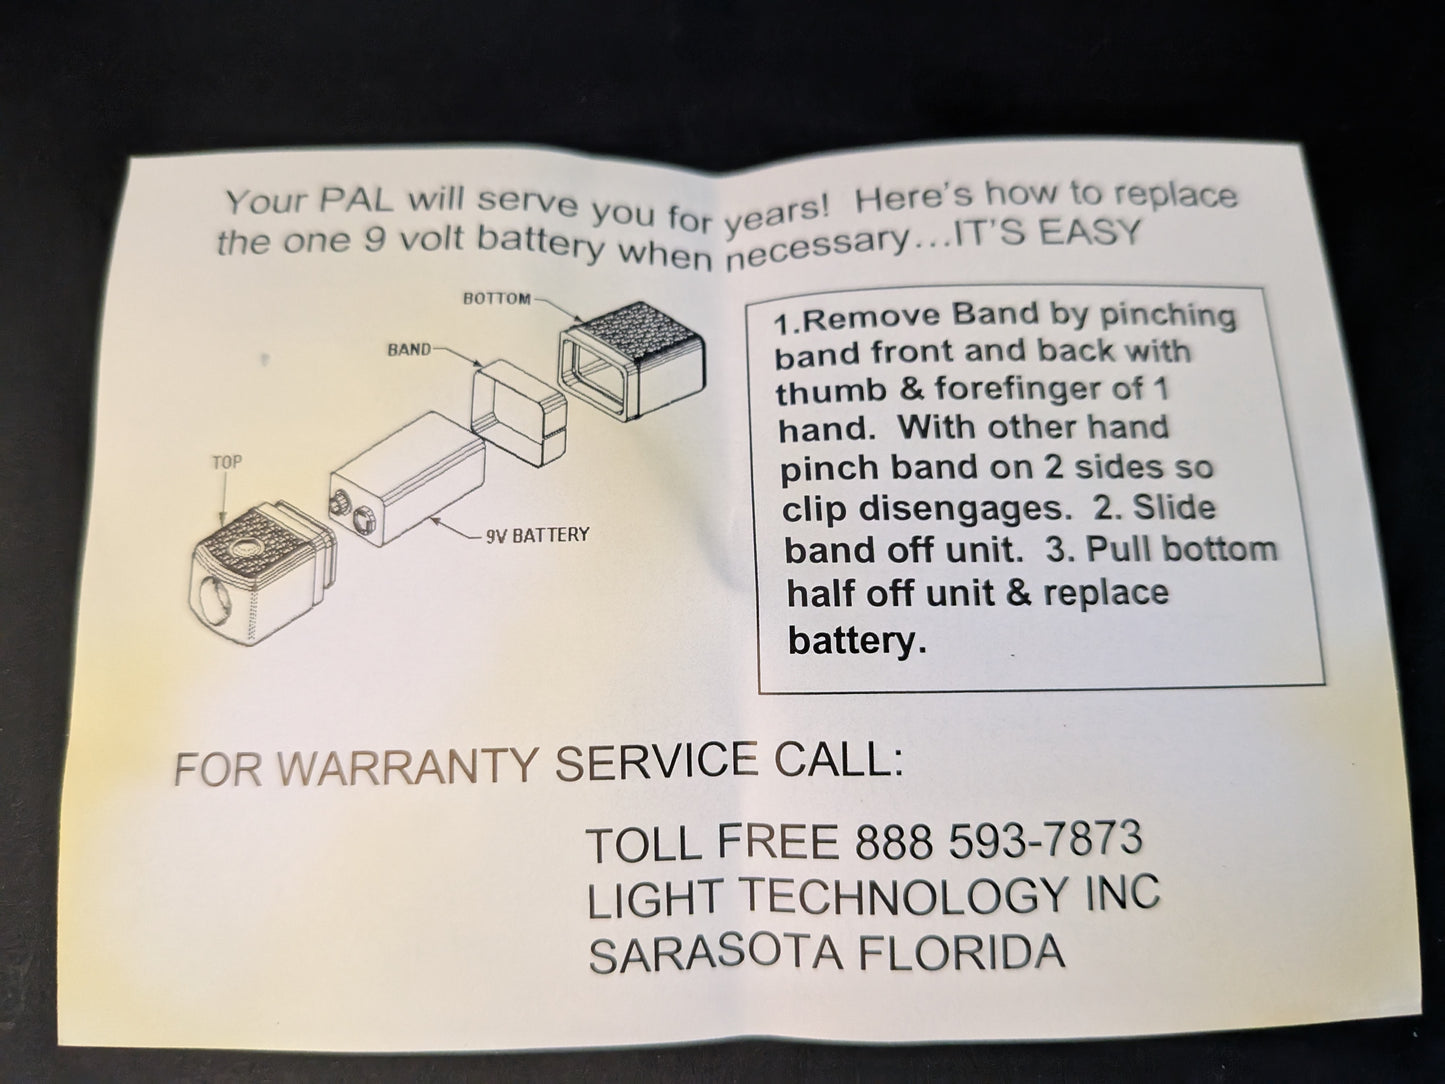 Your PAL will serve you for years!  Here's how to replace
the one 9 volt battery when necessary...IT'S EASY
BOTTOM
BAND
TOP
9V BATTERY
1.Remove Band by pinching
band front and back with
thumb & forefinger of 1
hand.  With other hand
pinch band on 2 sides so
clip disengages.  2. Slide
band off unit.  3. Pull bottom
half off unit & replace
battery.
FOR WARRANTY SERVICE CALL:
TOLL FREE 888 593-7873
LIGHT TECHNOLOGY INC
SARASOTA FLORIDA